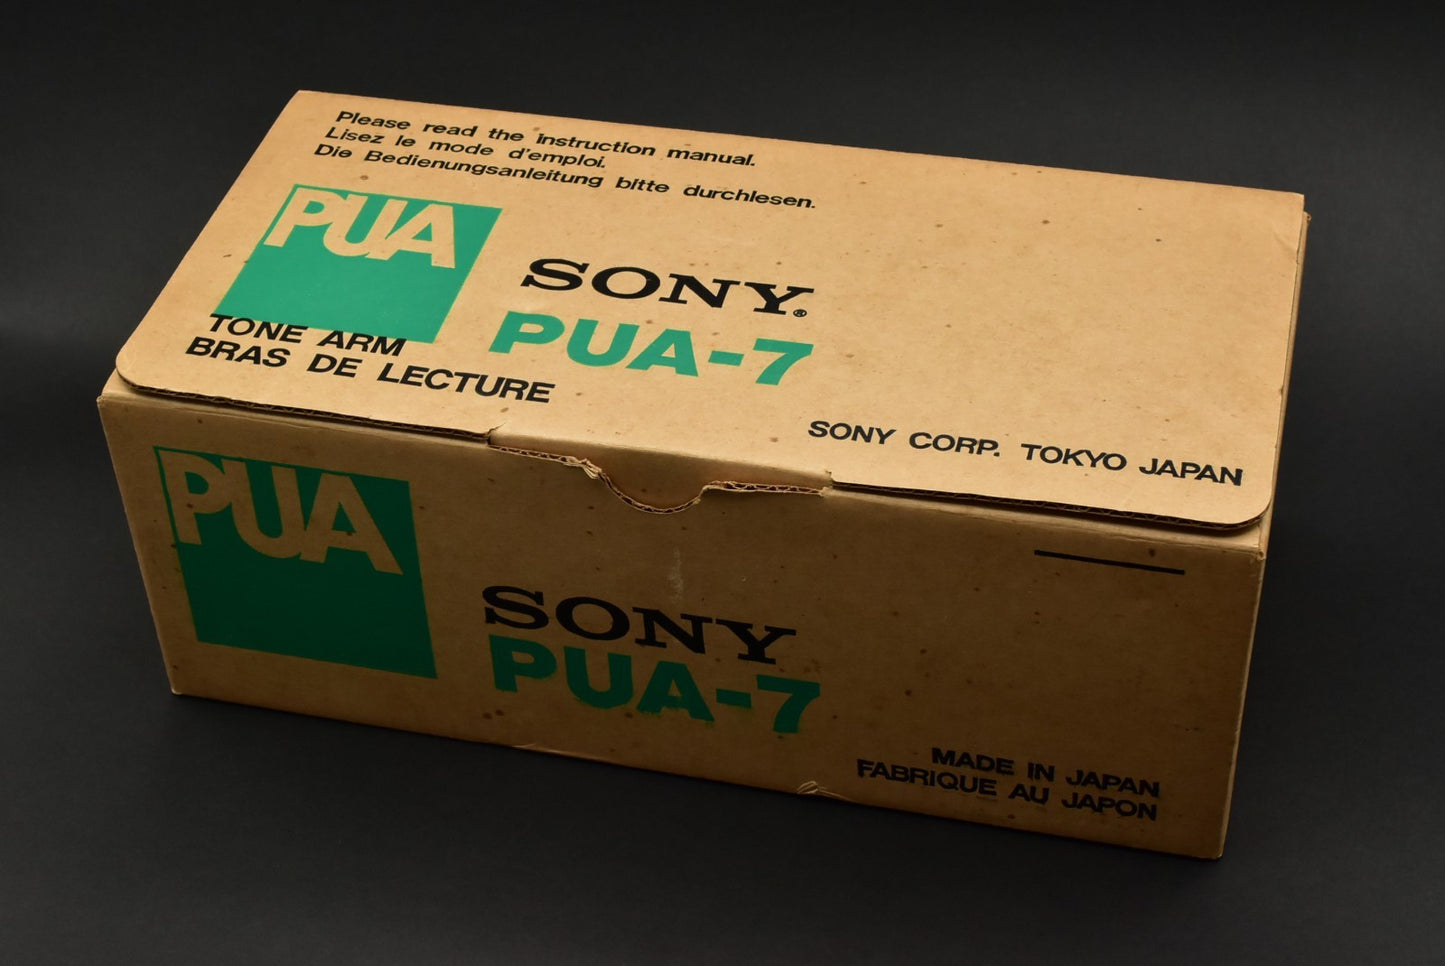 Please read the instruction manual.
Lisez le mode d'emploi.
Die Bedienungsanleitung bitte durchlesen.
PUA
SONY®
PUA-7
TONE ARM
BRAS DE LECTURE
SONY CORP. TOKYO JAPAN
PUA
SONY
PUA-7
MADE IN JAPAN
FABRIQUE AU JAPON